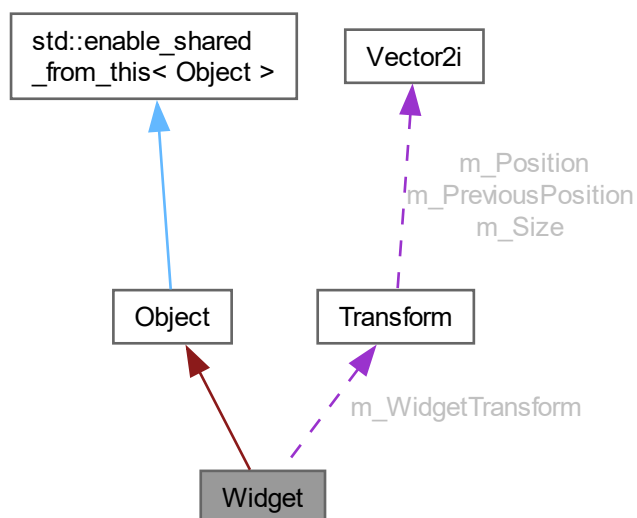 std::enable_shared
_from_this< Object >
Vector2i
m_Position
m_PreviousPosition
m_Size
Object
Transform
m_WidgetTransform
Widget